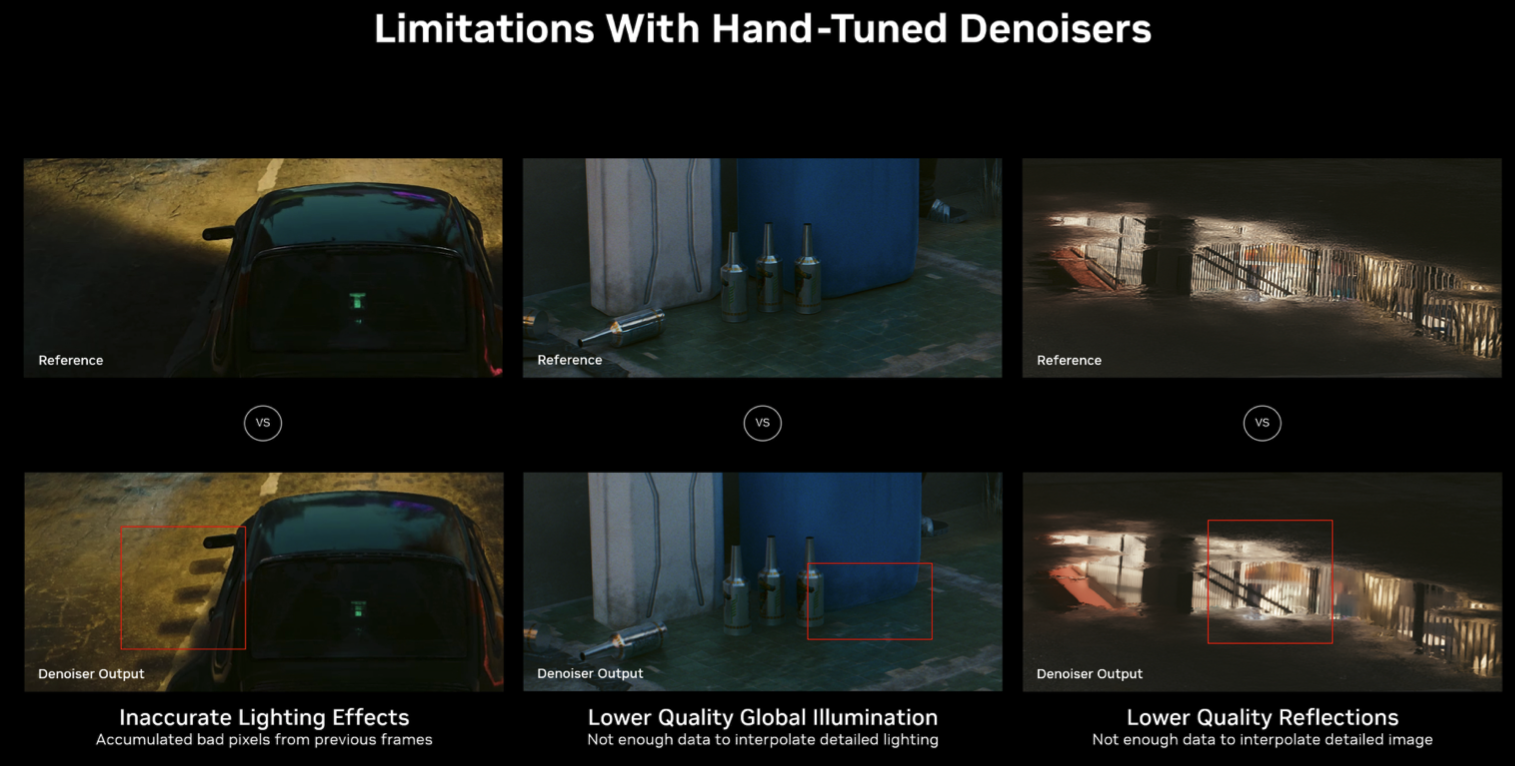 Limitations With Hand-Tuned Denoisers
Reference
Reference
Reference
VS
VS
VS
Denoiser Output
Denoiser Output
Denoiser Output
Inaccurate Lighting Effects
Accumulated bad pixels from previous frames
Lower Quality Global Illumination
Not enough data to interpolate detailed lighting
Lower Quality Reflections
Not enough data to interpolate detailed image